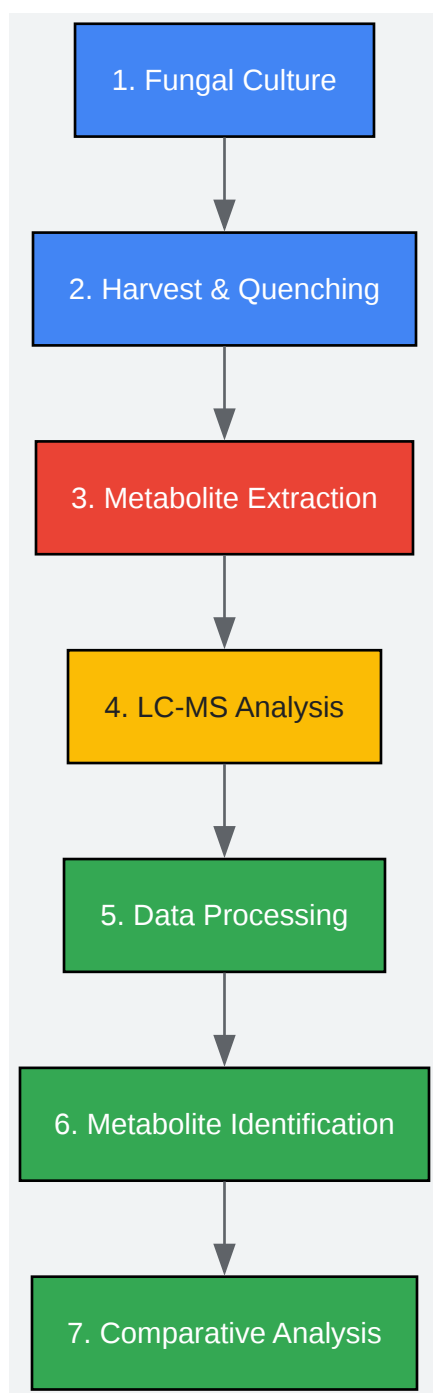 1. Fungal Culture
2. Harvest & Quenching
3. Metabolite Extraction
4. LC-MS Analysis
5. Data Processing
6. Metabolite Identification
7. Comparative Analysis